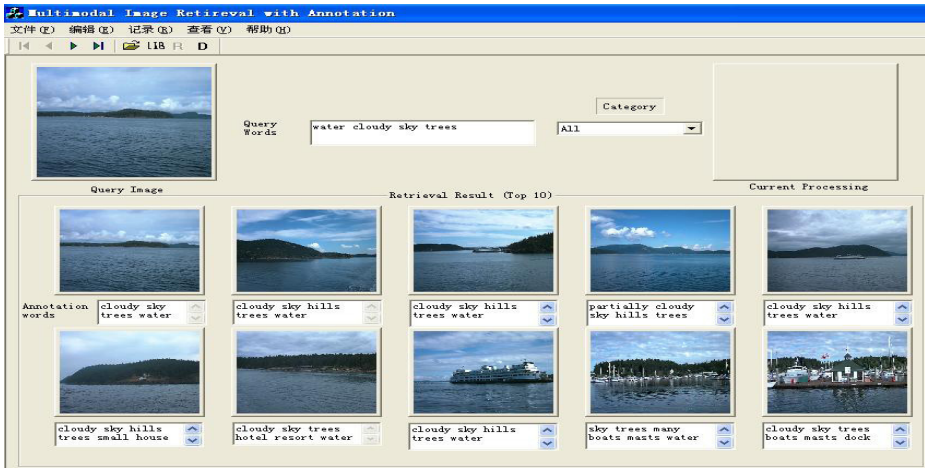 Multimodal Image Retireval with Annotation
文件(F) 编辑(E) 记录(R) 查看(V) 帮助(H)
LIB R D
Query Words
water cloudy sky trees
Category
All
Query Image
Current Processing
Retrieval Result (Top 10)
Annotation words
cloudy sky
trees water
cloudy sky hills
trees water
cloudy sky hills
trees water
partially cloudy
sky hills trees
cloudy sky hills
trees water
cloudy sky hills
trees small house
cloudy sky trees
hotel resort water
cloudy sky hills
trees water
sky trees many
boats masts water
cloudy sky trees
boats masts dock